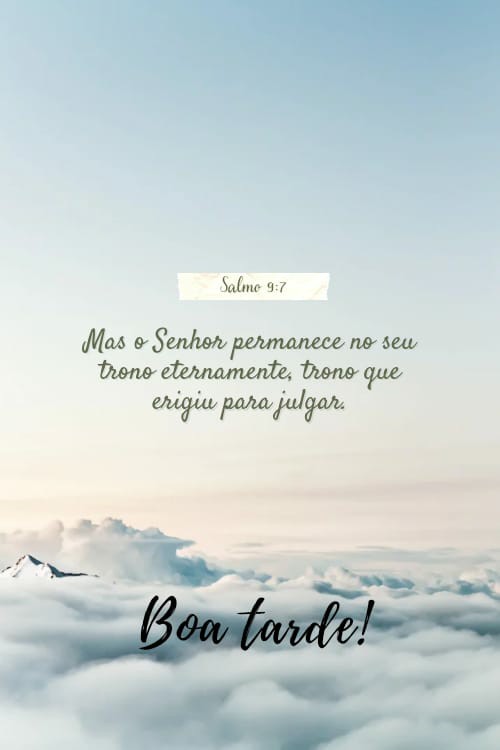 Salmo 9:7
Mas o Senhor permanece no seu
trono eternamente, trono que
erigiu para julgar.
Boa tarde!